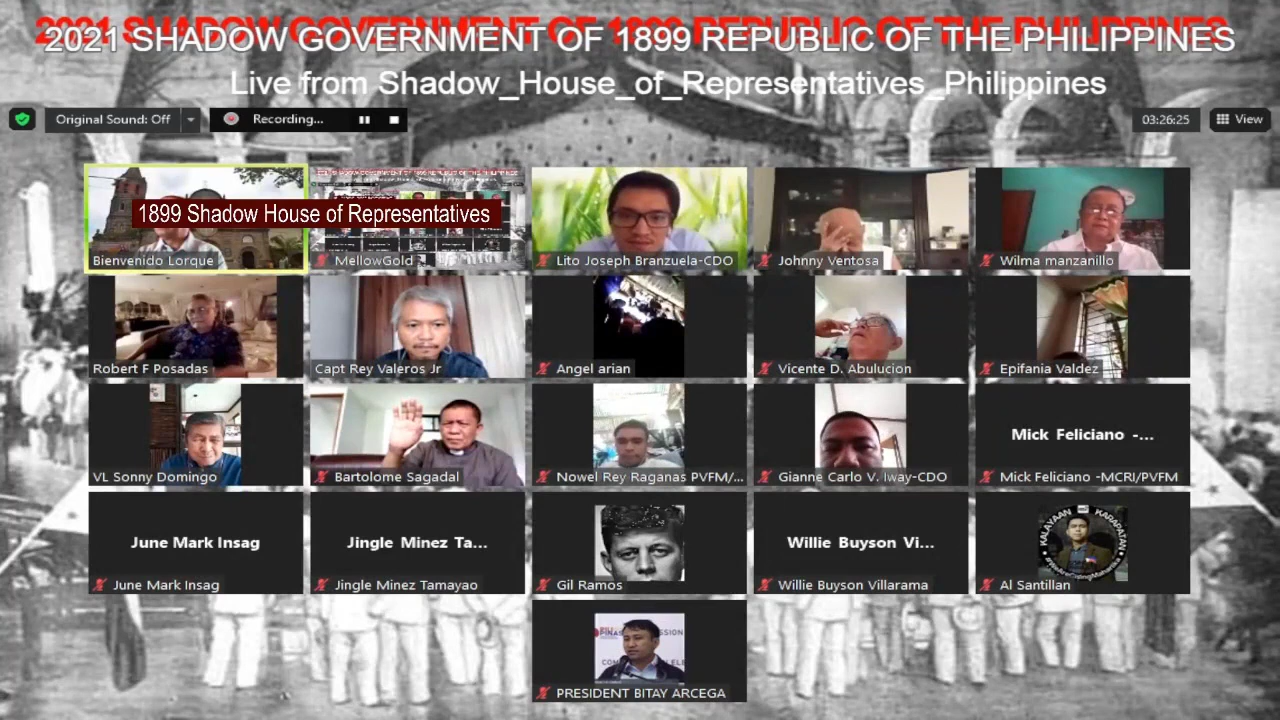 2021 SHADOW GOVERNMENT OF 1899 REPUBLIC OF THE PHILIPPINES
Live from Shadow_House_of_Representatives_Philippines
Original Sound: Off
Recording...
03:26:25
View
1899 Shadow House of Representatives
Bienvenido Lorque
MellowGold
Lito Joseph Branzuela-CDO
Johnny Ventosa
Wilma manzanillo
Robert F Posadas
Capt Rey Valeros Jr
Angel arian
Vicente D. Abulucion
Epifania Valdez
Mick Feliciano -...
VL Sonny Domingo
Bartolome Sagadal
Nowel Rey Raganas PVFM/...
Gianne Carlo V. Iway-CDO
Mick Feliciano -MCRI/PVFM
June Mark Insag
Jingle Minez Ta...
Willie Buyson Vi...
KALAYAAN KARAPATAN
June Mark Insag
Jingle Minez Tamayao
Gil Ramos
Willie Buyson Villarama
Al Santillan
PRESIDENT BITAY ARCEGA